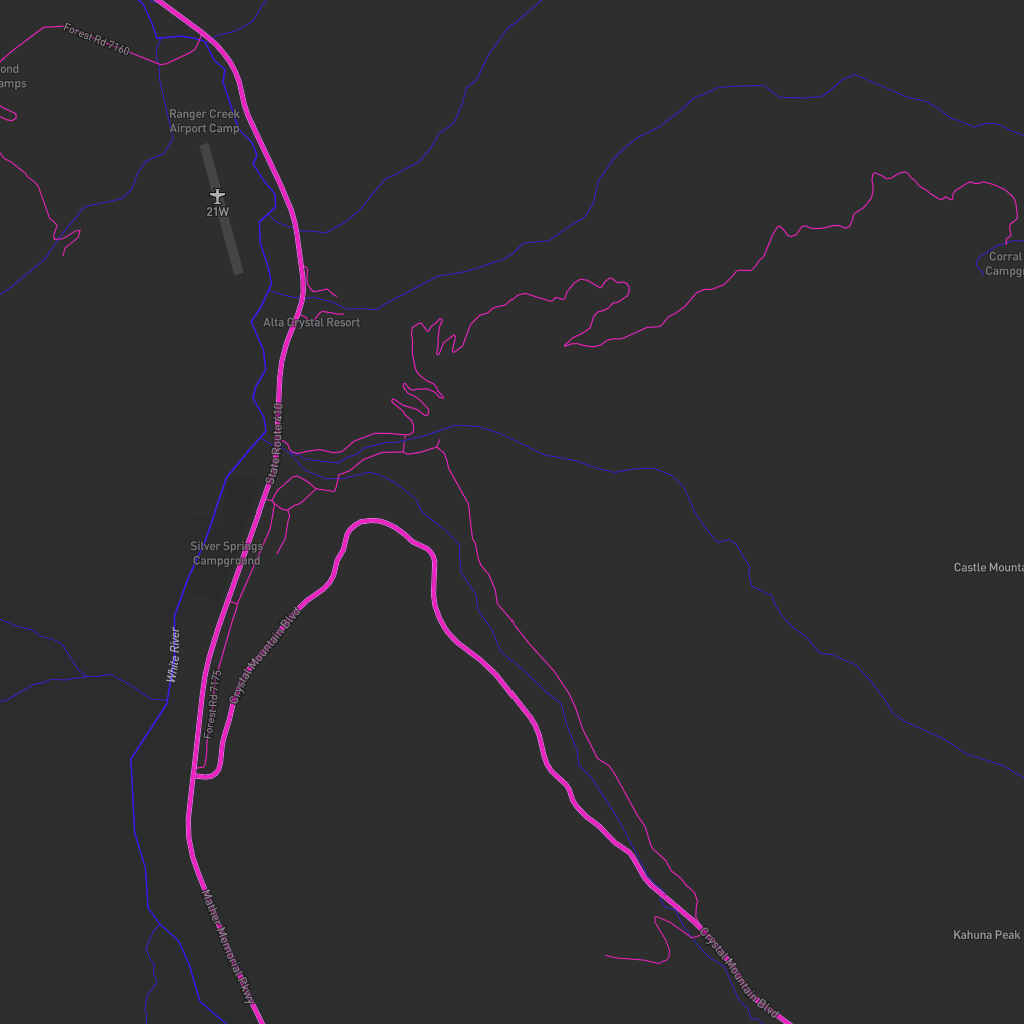 Forest Rd 7160
ond
amps
Ranger Creek
Airport Camp
21W
Corral
Campgr
Alta Crystal Resort
State Route 410
Silver Springs
Campground
Castle Mounta
White River
Crystal Mountain Blvd
Forest Rd 7175
Mather Memorial Pkwy
Kahuna Peak
Crystal Mountain Blvd